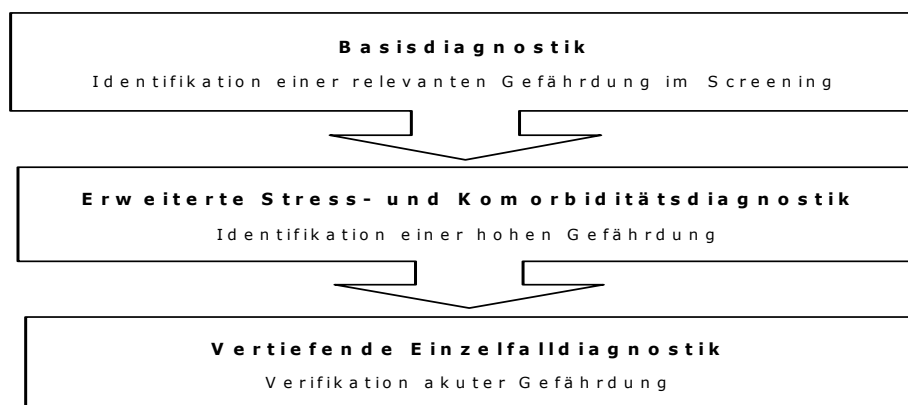 Basisdiagnostik
Identifikation einer relevanten Gefährdung im Screening
Erweiterte Stress- und Komorbiditätsdiagnostik
Identifikation einer hohen Gefährdung
Vertiefende Einzelfalldiagnostik
Verifikation akuter Gefährdung